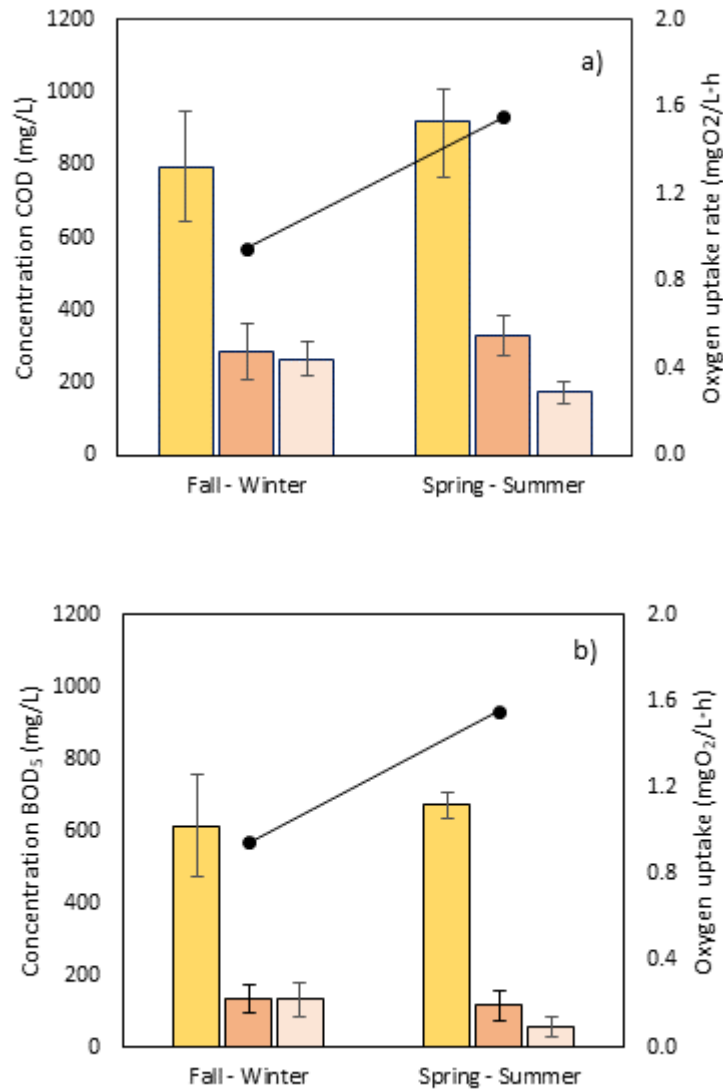 1200
1000
800
600
400
200
0
Concentration COD (mg/L)
a)
2.0
1.6
1.2
0.8
0.4
0.0
Oxygen uptake rate (mgO2/L-h
Fall - Winter
Spring - Summer
1200
1000
800
600
400
200
0
Concentration BOD₅ (mg/L)
b)
2.0
1.6
1.2
0.8
0.4
0.0
Oxygen uptake (mgO₂/L-h)
Fall - Winter
Spring - Summer